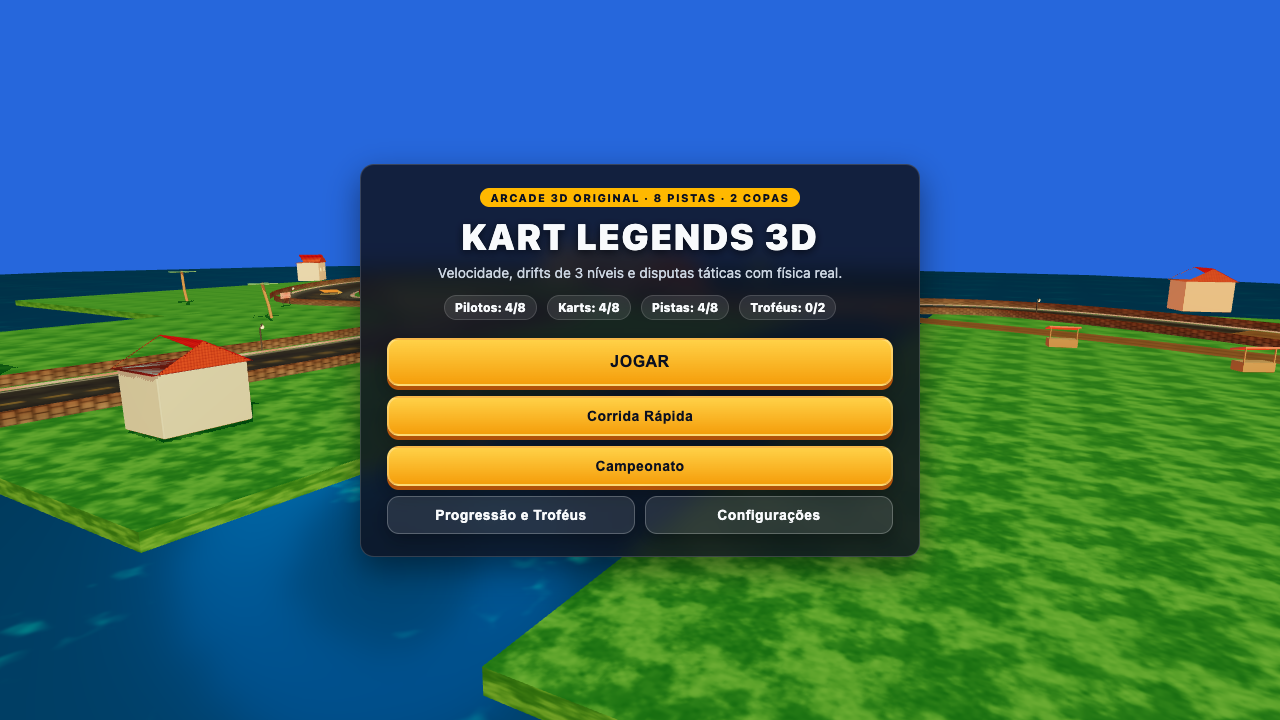 ARCADE 3D ORIGINAL · 8 PISTAS · 2 COPAS
KART LEGENDS 3D
Velocidade, drifts de 3 níveis e disputas táticas com física real.
Pilotos: 4/8 Karts: 4/8 Pistas: 4/8 Troféus: 0/2
JOGAR
Corrida Rápida
Campeonato
Progressão e Troféus Configurações